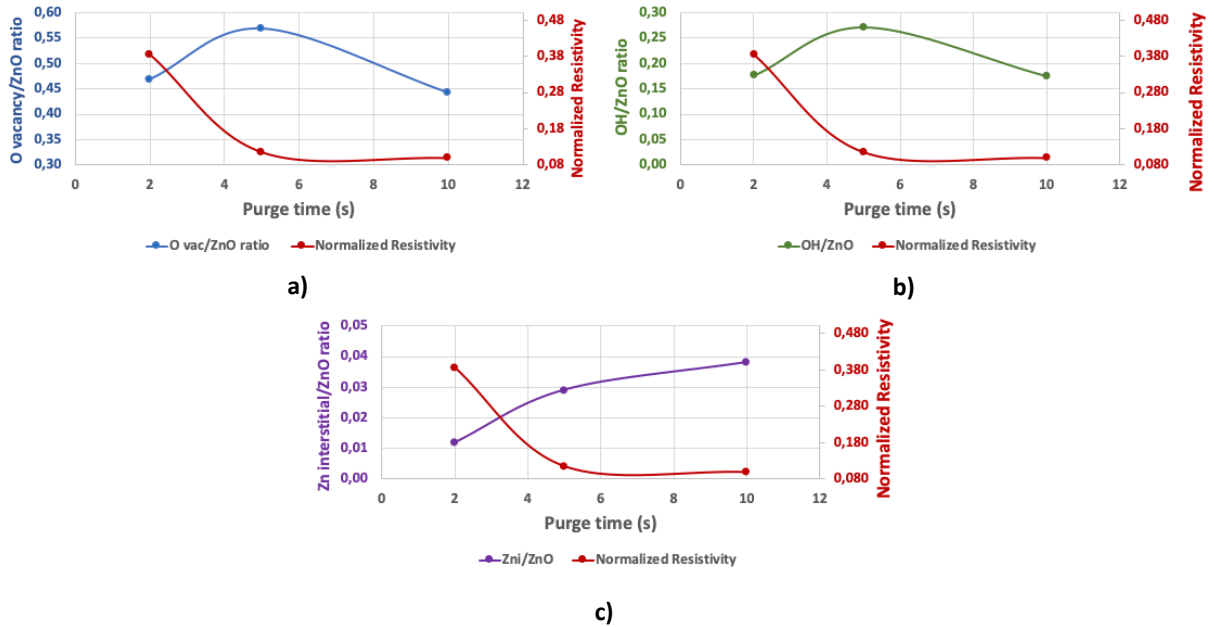 O vacancy/ZnO ratio
0,60
0,55
0,50
0,45
0,40
0,35
0,30
0,48
0,38
0,28
0,18
0,08
Normalized Resistivity
0 2 4 6 8 10 12
Purge time (s)
O vac/ZnO ratio Normalized Resistivity
a)
OH/ZnO ratio
0,30
0,25
0,20
0,15
0,10
0,05
0,00
0,480
0,380
0,280
0,180
0,080
Normalized Resistivity
0 2 4 6 8 10 12
Purge time (s)
OH/ZnO Normalized Resistivity
b)
Zn interstitial/ZnO ratio
0,05
0,04
0,03
0,02
0,01
0,00
0,480
0,380
0,280
0,180
0,080
Normalized Resistivity
0 2 4 6 8 10 12
Purge time (s)
Zni/ZnO Normalized Resistivity
c)